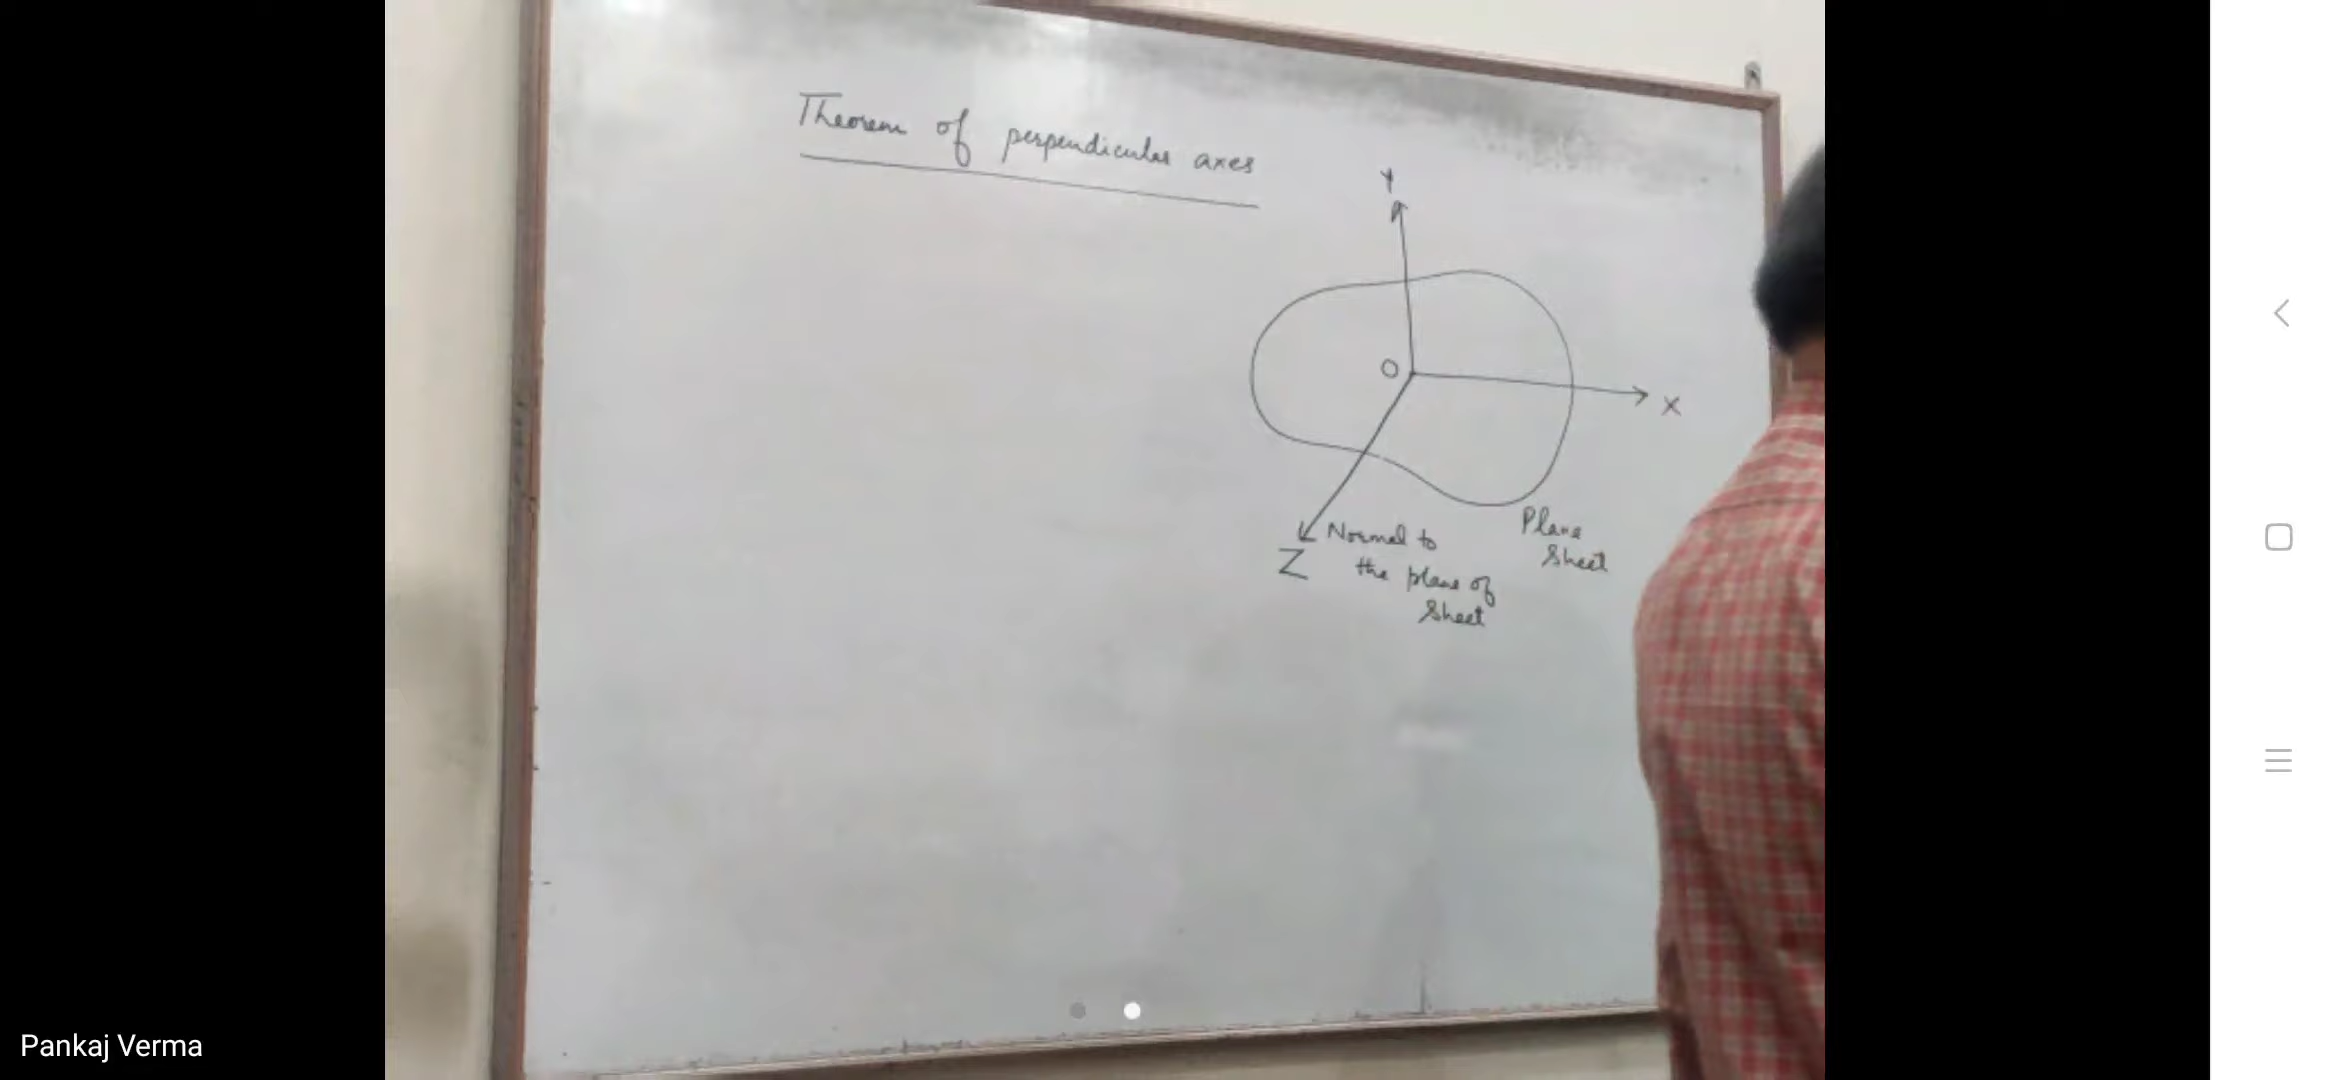 Theorem of perpendicular axes
Y
O
X
Z
Normal to
the plane of
Sheet
Plane
Sheet
Pankaj Verma